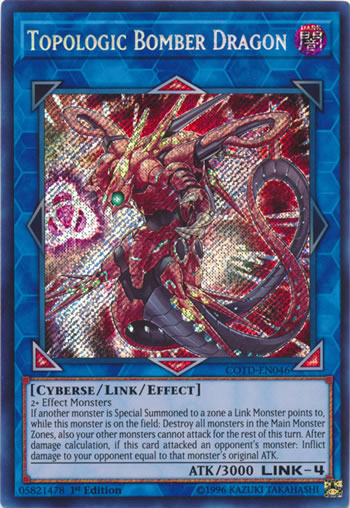 TOPOLOGIC BOMBER DRAGON
DARK
COTD-EN046
[CYBERSE/LINK/EFFECT]
2+ Effect Monsters
If another monster is Special Summoned to a zone a Link Monster points to,
while this monster is on the field: Destroy all monsters in the Main Monster
Zones, also your other monsters cannot attack for the rest of this turn. After
damage calculation, if this card attacked an opponent's monster: Inflict
damage to your opponent equal to that monster's original ATK.
ATK/3000 LINK-4
05821478 1st Edition ©1996 KAZUKI TAKAHASHI